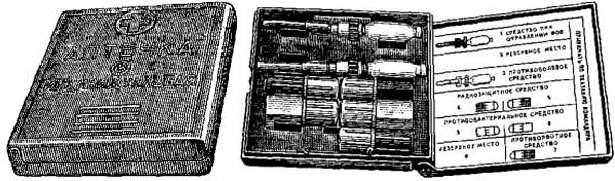 АПТЕЧКА
1 СРЕДСТВО ПРИ
ОТРАВЛЕНИИ ФОВ
2 РЕЗЕРВНОЕ МЕСТО
3 ПРОТИВОБОЛЕВОЕ
СРЕДСТВО
РАДИОЗАЩИТНОЕ СРЕДСТВО
4
ПРОТИВОБАКТЕРИАЛЬНОЕ СРЕДСТВО
5
РЕЗЕРВНОЕ МЕСТО
ПРОТИВОРВОТНОЕ
СРЕДСТВО
6
7